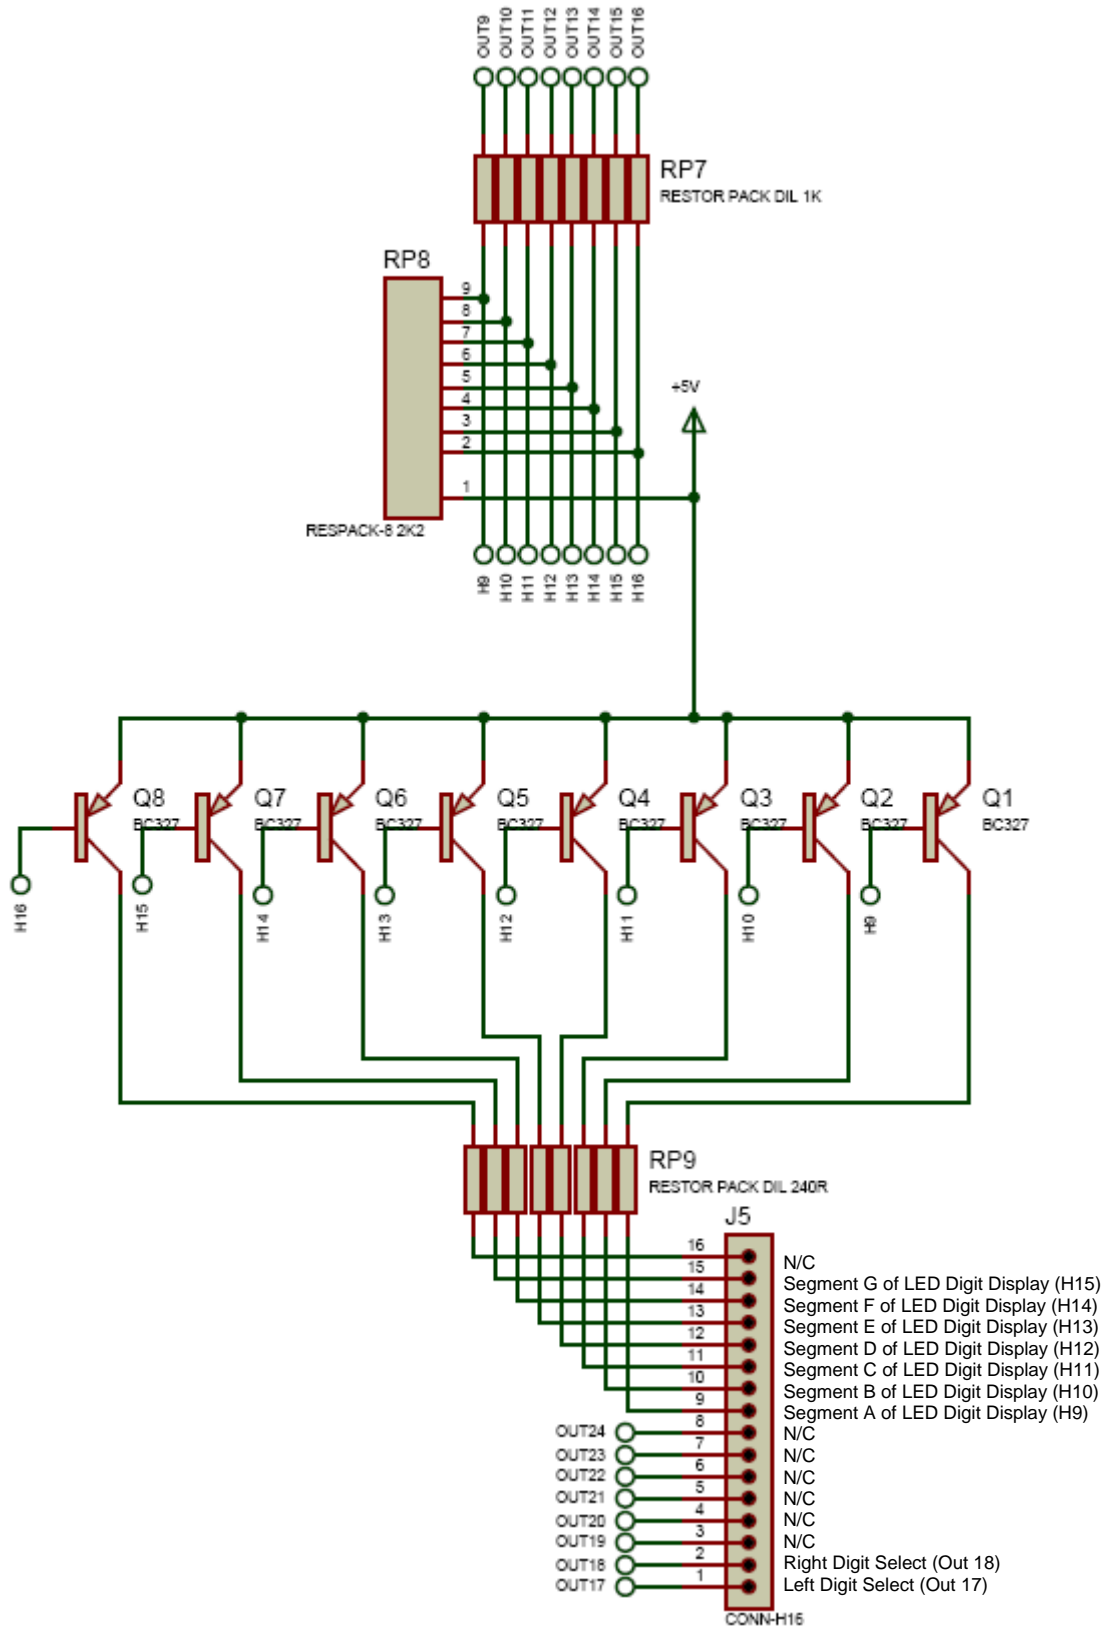 OUT9
OUT10
OUT11
OUT12
OUT13
OUT14
OUT15
OUT16
RP7
RESTOR PACK DIL 1K
RP8
9
8
7
6
5
4
3
2
1
+5V
RESPACK-8 2K2
H9
H10
H11
H12
H13
H14
H15
H16
Q8
BC327
Q7
BC327
Q6
BC327
Q5
BC327
Q4
BC327
Q3
BC327
Q2
BC327
Q1
BC327
H16
H15
H14
H13
H12
H11
H10
H9
RP9
RESTOR PACK DIL 240R
J5
16 N/C
15 Segment G of LED Digit Display (H15)
14 Segment F of LED Digit Display (H14)
13 Segment E of LED Digit Display (H13)
12 Segment D of LED Digit Display (H12)
11 Segment C of LED Digit Display (H11)
10 Segment B of LED Digit Display (H10)
9 Segment A of LED Digit Display (H9)
OUT24 8 N/C
OUT23 7 N/C
OUT22 6 N/C
OUT21 5 N/C
OUT20 4 N/C
OUT19 3 N/C
OUT18 2 Right Digit Select (Out 18)
OUT17 1 Left Digit Select (Out 17)
CONN-H16